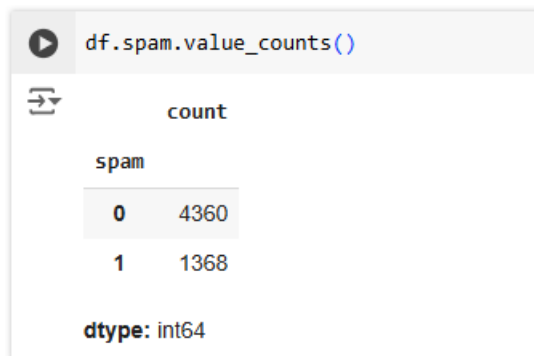 df.spam.value_counts()
count
spam
0 4360
1 1368
dtype: int64